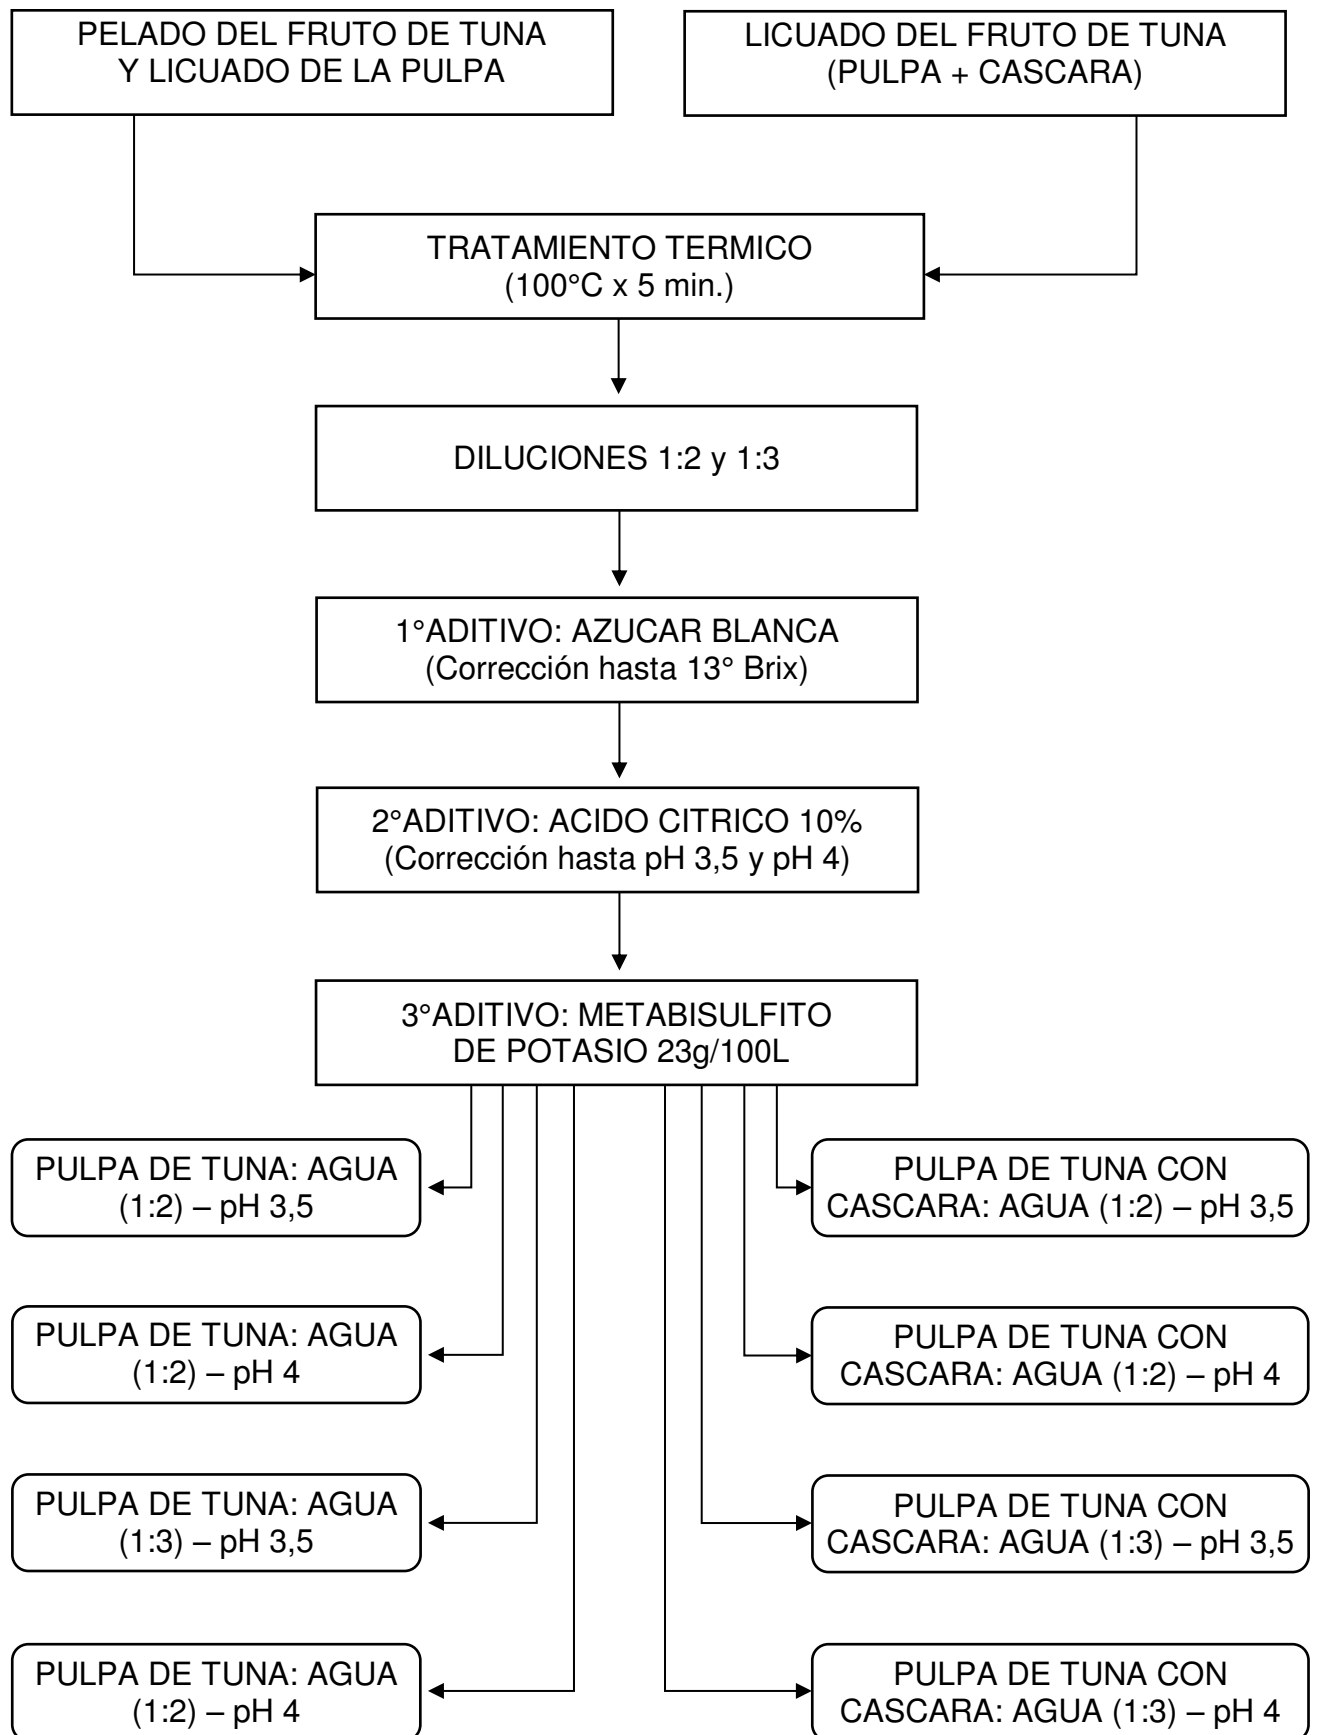 PELADO DEL FRUTO DE TUNA
Y LICUADO DE LA PULPA
LICUADO DEL FRUTO DE TUNA
(PULPA + CASCARA)
TRATAMIENTO TERMICO
(100°C x 5 min.)
DILUCIONES 1:2 y 1:3
1°ADITIVO: AZUCAR BLANCA
(Corrección hasta 13° Brix)
2°ADITIVO: ACIDO CITRICO 10%
(Corrección hasta pH 3,5 y pH 4)
3°ADITIVO: METABISULFITO
DE POTASIO 23g/100L
PULPA DE TUNA: AGUA
(1:2) – pH 3,5
PULPA DE TUNA CON
CASCARA: AGUA (1:2) – pH 3,5
PULPA DE TUNA: AGUA
(1:2) – pH 4
PULPA DE TUNA CON
CASCARA: AGUA (1:2) – pH 4
PULPA DE TUNA: AGUA
(1:3) – pH 3,5
PULPA DE TUNA CON
CASCARA: AGUA (1:3) – pH 3,5
PULPA DE TUNA: AGUA
(1:2) – pH 4
PULPA DE TUNA CON
CASCARA: AGUA (1:3) – pH 4